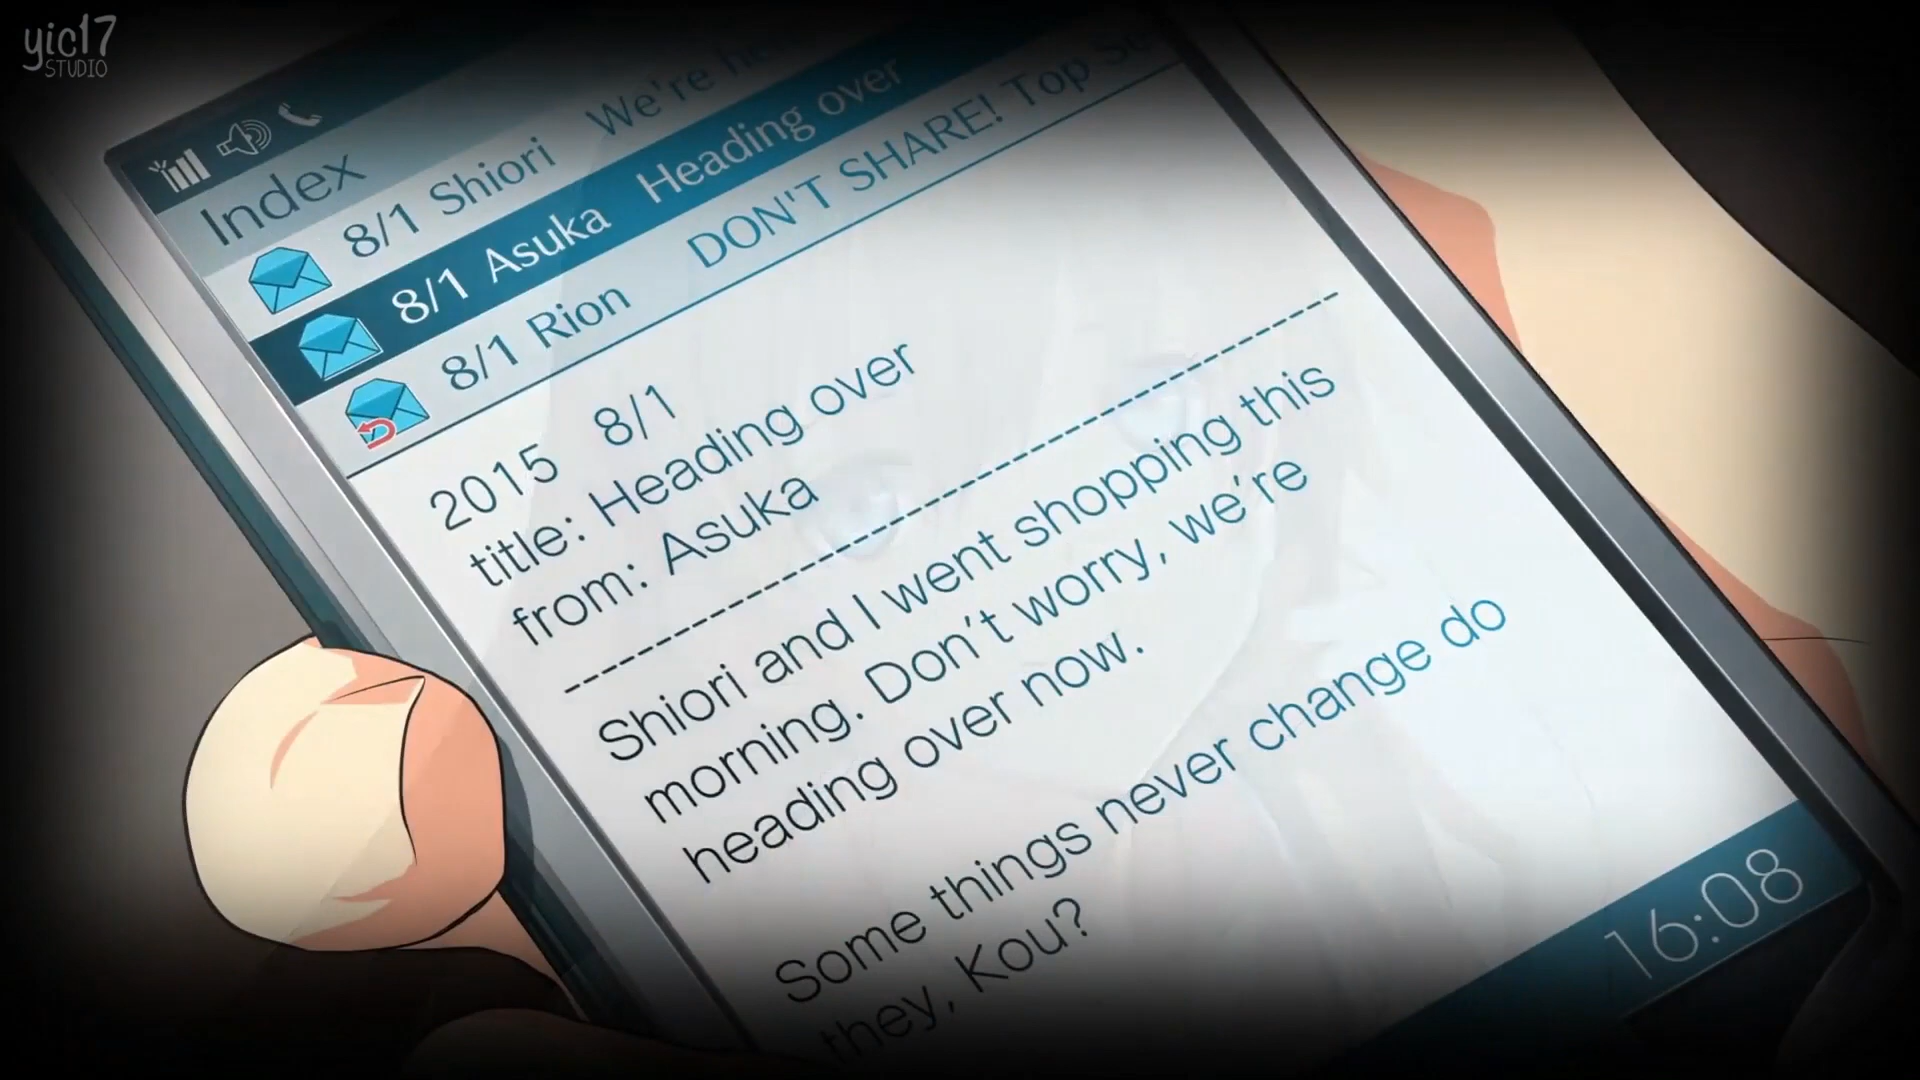 yic17
STUDIO
Index
8/1 Shiori We're
8/1 Asuka Heading over
8/1 Rion DON'T SHARE! Top
2015 8/1
title: Heading over
from: Asuka
Shiori and I went shopping this
morning. Don't worry, we're
heading over now.
Some things never change do
they, Kou?
16:08